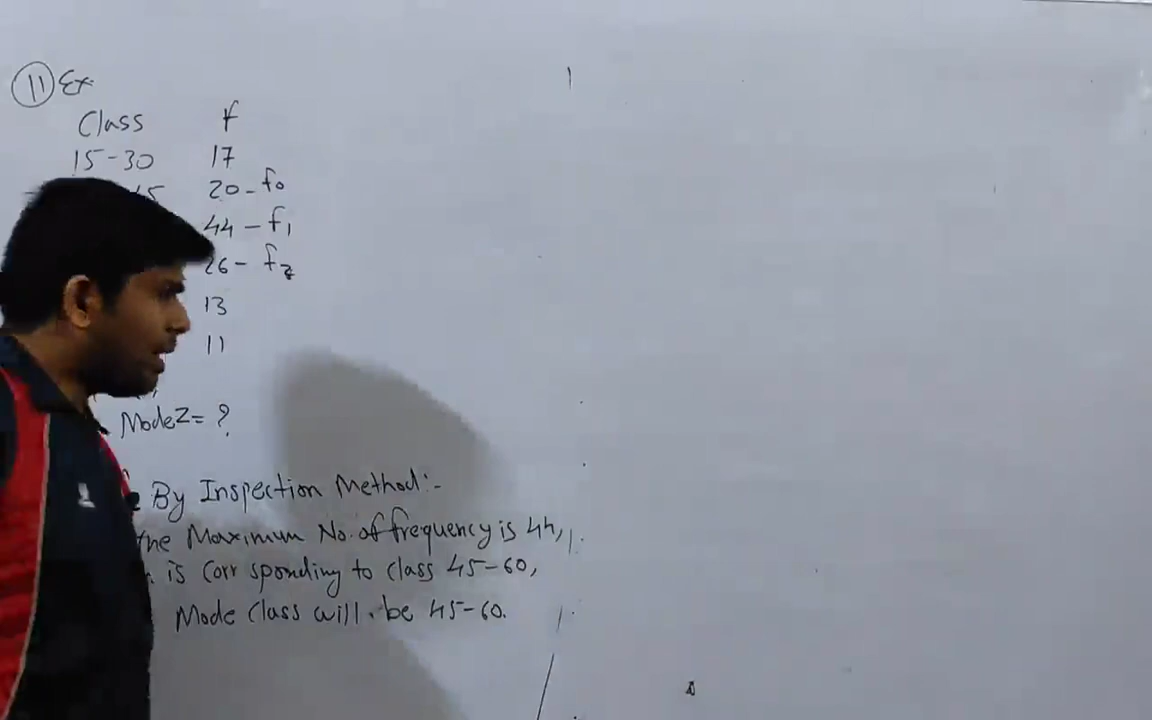 11 Ex
Class f
15-30 17
20 - f0
44 - f1
26 - f2
13
11
Mode Z = ?
By Inspection Method:-
the Maximum No. of frequency is 44,
is Corrsponding to class 45-60,
Mode Class will be 45-60.